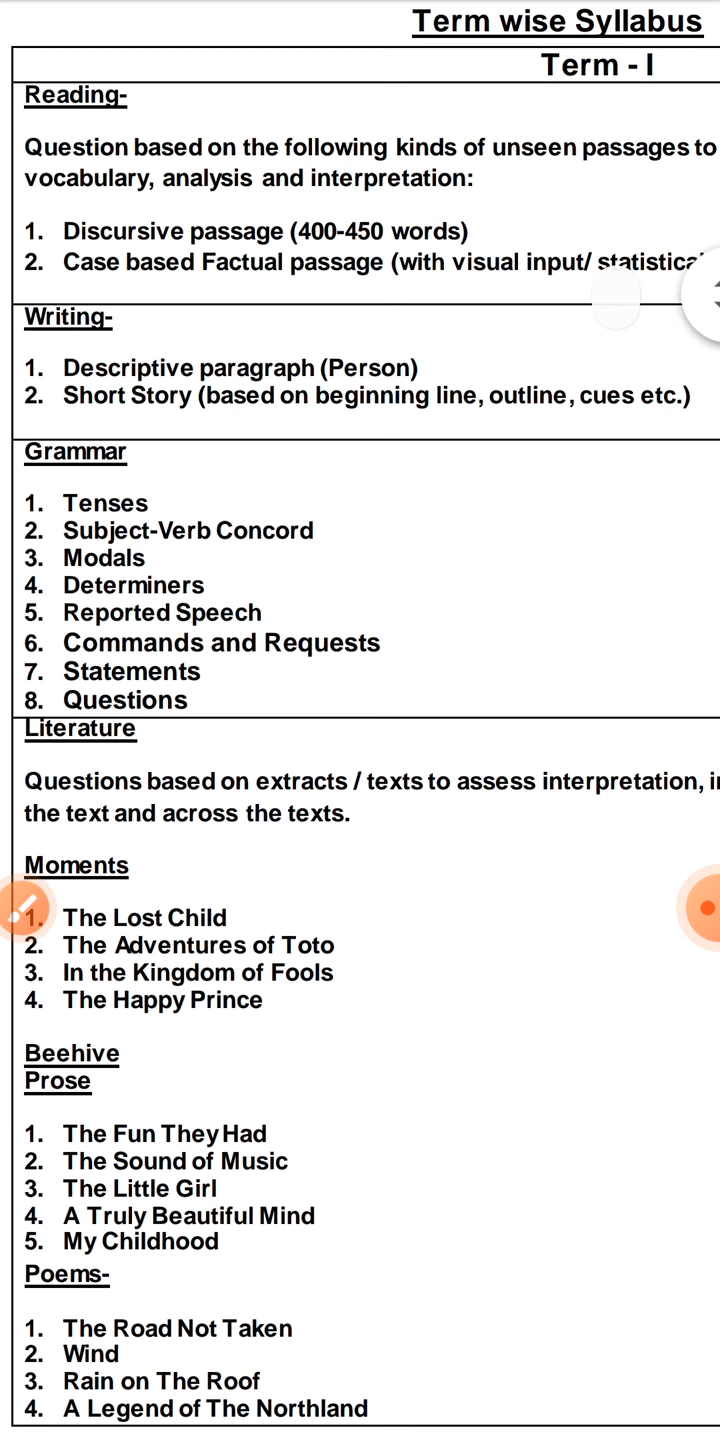 Term wise Syllabus
Term - I
Reading-
Question based on the following kinds of unseen passages to
vocabulary, analysis and interpretation:
1. Discursive passage (400-450 words)
2. Case based Factual passage (with visual input/
Writing-
1. Descriptive paragraph (Person)
2. Short Story (based on beginning line, outline, cues etc.)
Grammar
1. Tenses
2. Subject-Verb Concord
3. Modals
4. Determiners
5. Reported Speech
6. Commands and Requests
7. Statements
8. Questions
Literature
Questions based on extracts / texts to assess interpretation,
the text and across the texts.
Moments
1. The Lost Child
2. The Adventures of Toto
3. In the Kingdom of Fools
4. The Happy Prince
Beehive
Prose
1. The Fun They Had
2. The Sound of Music
3. The Little Girl
4. A Truly Beautiful Mind
5. My Childhood
Poems-
1. The Road Not Taken
2. Wind
3. Rain on The Roof
4. A Legend of The Northland